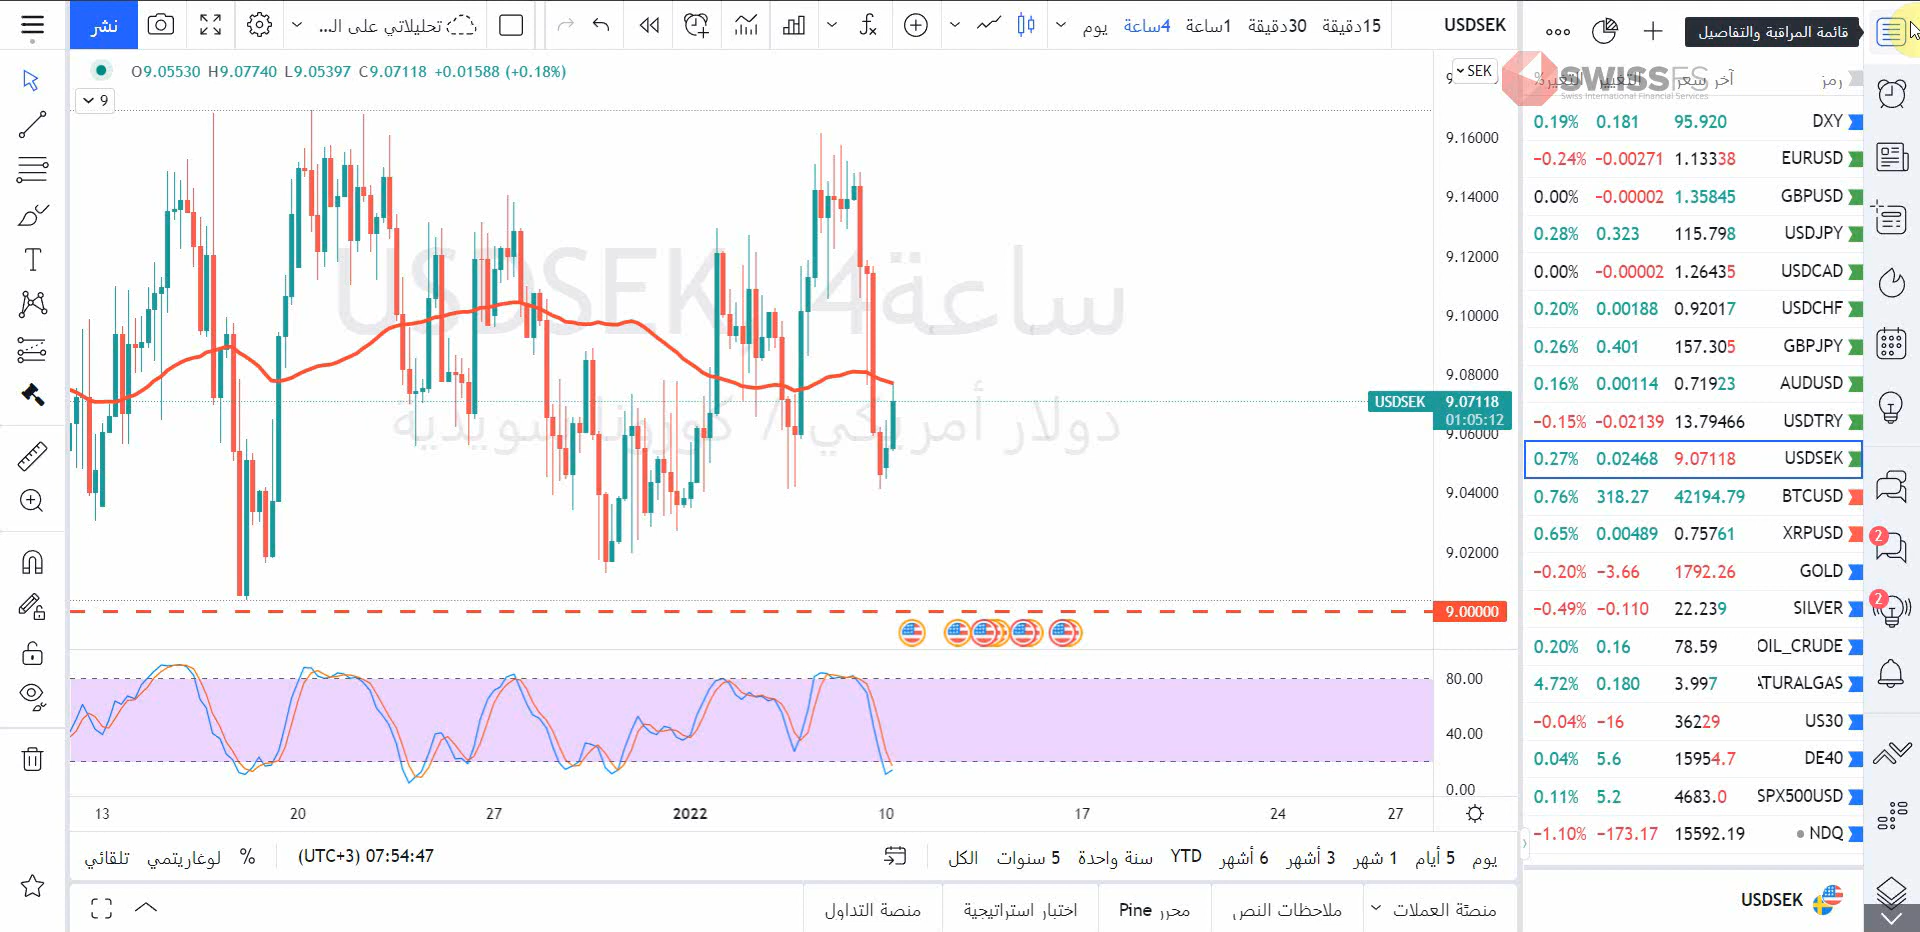 نشر
تحليلاتي على الـ...
يوم
4ساعة
1ساعة
30دقيقة
15دقيقة
USDSEK
قائمة المراقبة والتفاصيل
O9.05530 H9.07740 L9.05397 C9.07118 +0.01588 (+0.18%)
9
SEK
SWISSFS
Swiss International Financial Services
رمز
آخر سعر
التغيير
التغير%
USDSEK 4ساعة
دولار أمريكي / كورونا سويدية
9.16000
9.14000
9.12000
9.10000
9.08000
USDSEK 9.07118
01:05:12
9.06000
9.04000
9.02000
9.00000
80.00
40.00
0.00
13 20 27 2022 10 17 24 27
DXY 95.920 0.181 0.19%
EURUSD 1.13338 −0.00271 −0.24%
GBPUSD 1.35845 −0.00002 0.00%
USDJPY 115.798 0.323 0.28%
USDCAD 1.26435 −0.00002 0.00%
USDCHF 0.92017 0.00188 0.20%
GBPJPY 157.305 0.401 0.26%
AUDUSD 0.71923 0.00114 0.16%
USDTRY 13.79466 −0.02139 −0.15%
USDSEK 9.07118 0.02468 0.27%
BTCUSD 42194.79 318.27 0.76%
XRPUSD 0.75761 0.00489 0.65%
GOLD 1792.26 −3.66 −0.20%
SILVER 22.239 −0.110 −0.49%
OIL_CRUDE 78.59 0.16 0.20%
ATURALGAS 3.997 0.180 4.72%
US30 36229 −16 −0.04%
DE40 15954.7 5.6 0.04%
SPX500USD 4683.0 5.2 0.11%
NDQ 15592.19 −173.17 −1.10%
2
2
تلقائي
لوغاريتمي
%
(UTC+3) 07:54:47
يوم
5 أيام
1 شهر
3 أشهر
6 أشهر
YTD
سنة واحدة
5 سنوات
الكل
منصّة العملات
ملاحظات النص
محرر Pine
اختبار استراتيجية
منصة التداول
USDSEK